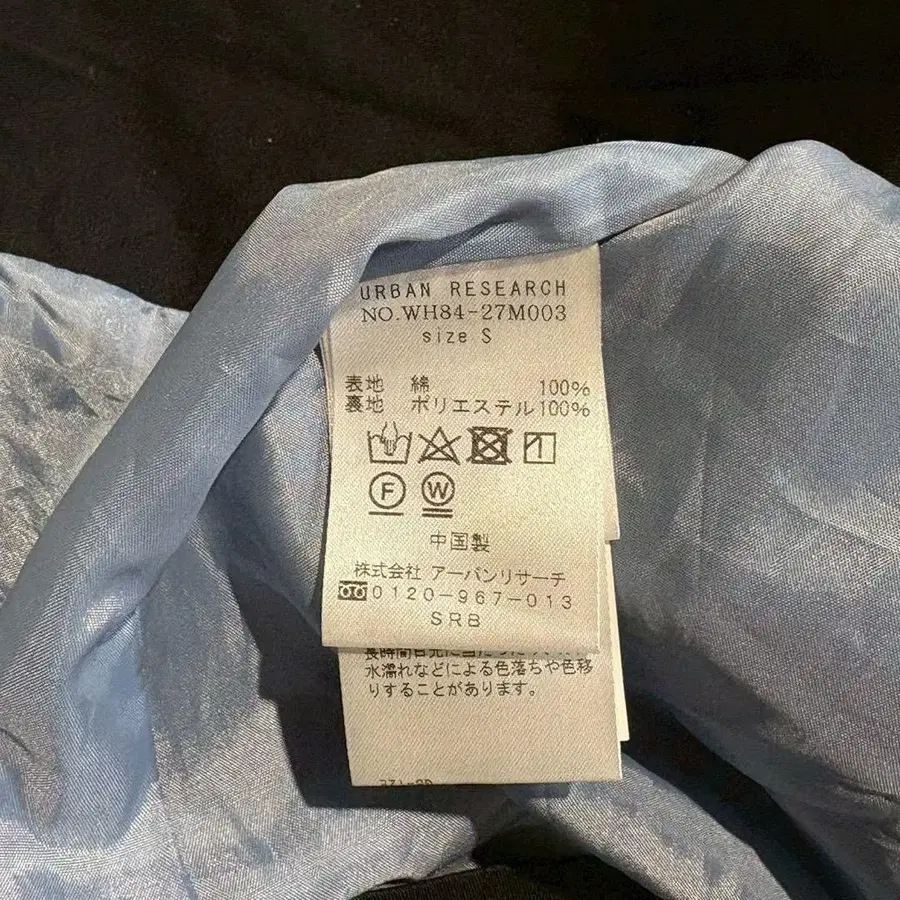 URBAN RESEARCH
NO.WH84-27M003
size S
表地 綿 100%
裏地 ポリエステル 100%
F W
中国製
株式会社 アーバンリサーチ
0120-967-013
SRB
水濡れなどによる色落ちや色移
りすることがあります。